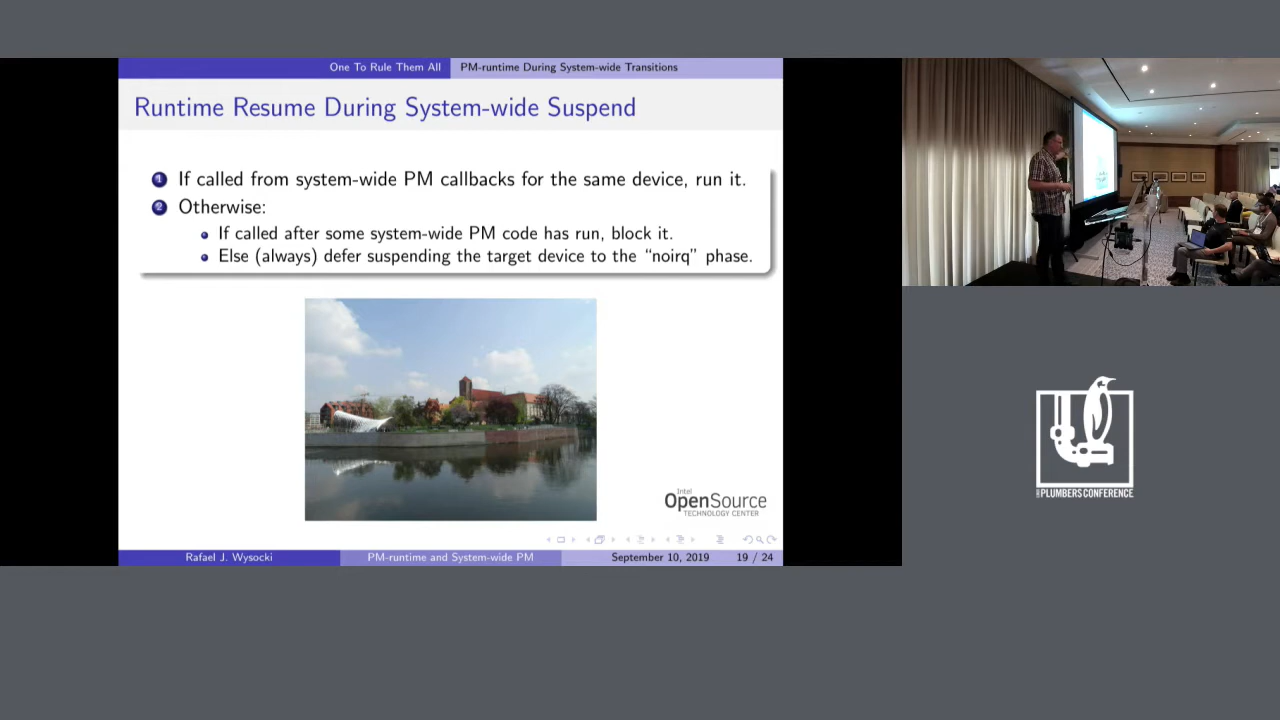 One To Rule Them All PM-runtime During System-wide Transitions
Runtime Resume During System-wide Suspend
1 If called from system-wide PM callbacks for the same device, run it.
2 Otherwise:
If called after some system-wide PM code has run, block it.
Else (always) defer suspending the target device to the “noirq” phase.
Intel
OpenSource
TECHNOLOGY CENTER
Rafael J. Wysocki PM-runtime and System-wide PM September 10, 2019 19 / 24
PLUMBERS CONFERENCE